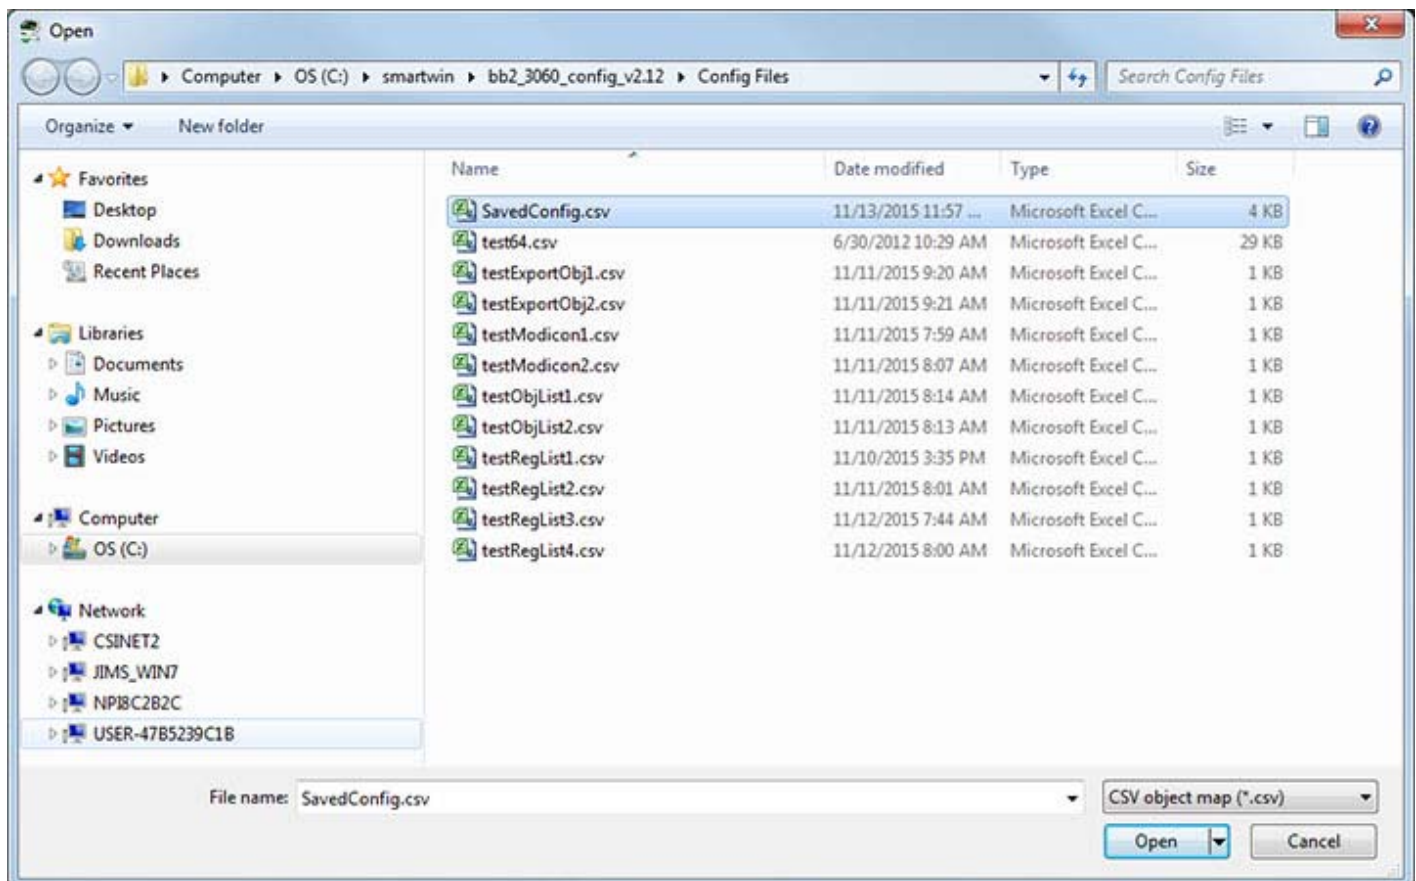 Open
Computer OS (C:) smartwin bb2_3060_config_v2.12 Config Files Search Config Files
Organize New folder
Name Date modified Type Size
Favorites
Desktop
Downloads
Recent Places
Libraries
Documents
Music
Pictures
Videos
Computer
OS (C:)
Network
CSINET2
JIMS_WIN7
NPI8C2B2C
USER-47B5239C1B
SavedConfig.csv 11/13/2015 11:57 ... Microsoft Excel C... 4 KB
test64.csv 6/30/2012 10:29 AM Microsoft Excel C... 29 KB
testExportObj1.csv 11/11/2015 9:20 AM Microsoft Excel C... 1 KB
testExportObj2.csv 11/11/2015 9:21 AM Microsoft Excel C... 1 KB
testModicon1.csv 11/11/2015 7:59 AM Microsoft Excel C... 1 KB
testModicon2.csv 11/11/2015 8:07 AM Microsoft Excel C... 1 KB
testObjList1.csv 11/11/2015 8:14 AM Microsoft Excel C... 1 KB
testObjList2.csv 11/11/2015 8:13 AM Microsoft Excel C... 1 KB
testRegList1.csv 11/10/2015 3:35 PM Microsoft Excel C... 1 KB
testRegList2.csv 11/11/2015 8:01 AM Microsoft Excel C... 1 KB
testRegList3.csv 11/12/2015 7:44 AM Microsoft Excel C... 1 KB
testRegList4.csv 11/12/2015 8:00 AM Microsoft Excel C... 1 KB
File name: SavedConfig.csv CSV object map (*.csv)
Open Cancel